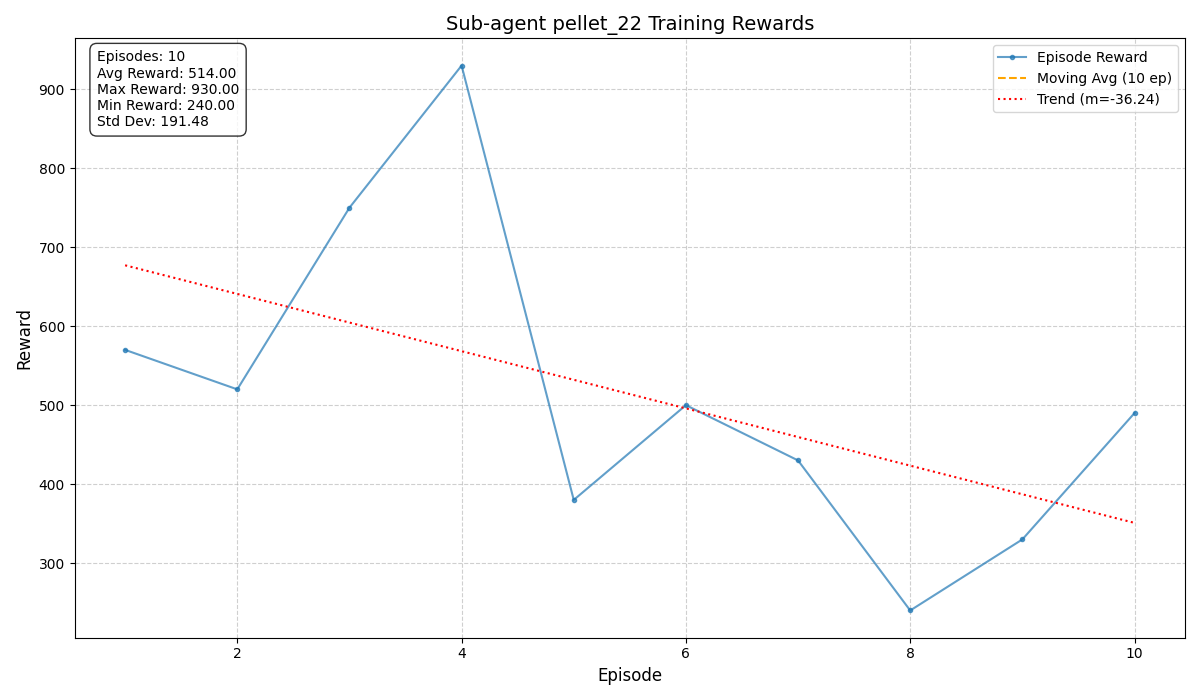 Sub-agent pellet_22 Training Rewards
Episodes: 10
Avg Reward: 514.00
Max Reward: 930.00
Min Reward: 240.00
Std Dev: 191.48
Episode Reward
Moving Avg (10 ep)
Trend (m=-36.24)
Reward
900
800
700
600
500
400
300
2
4
6
8
10
Episode